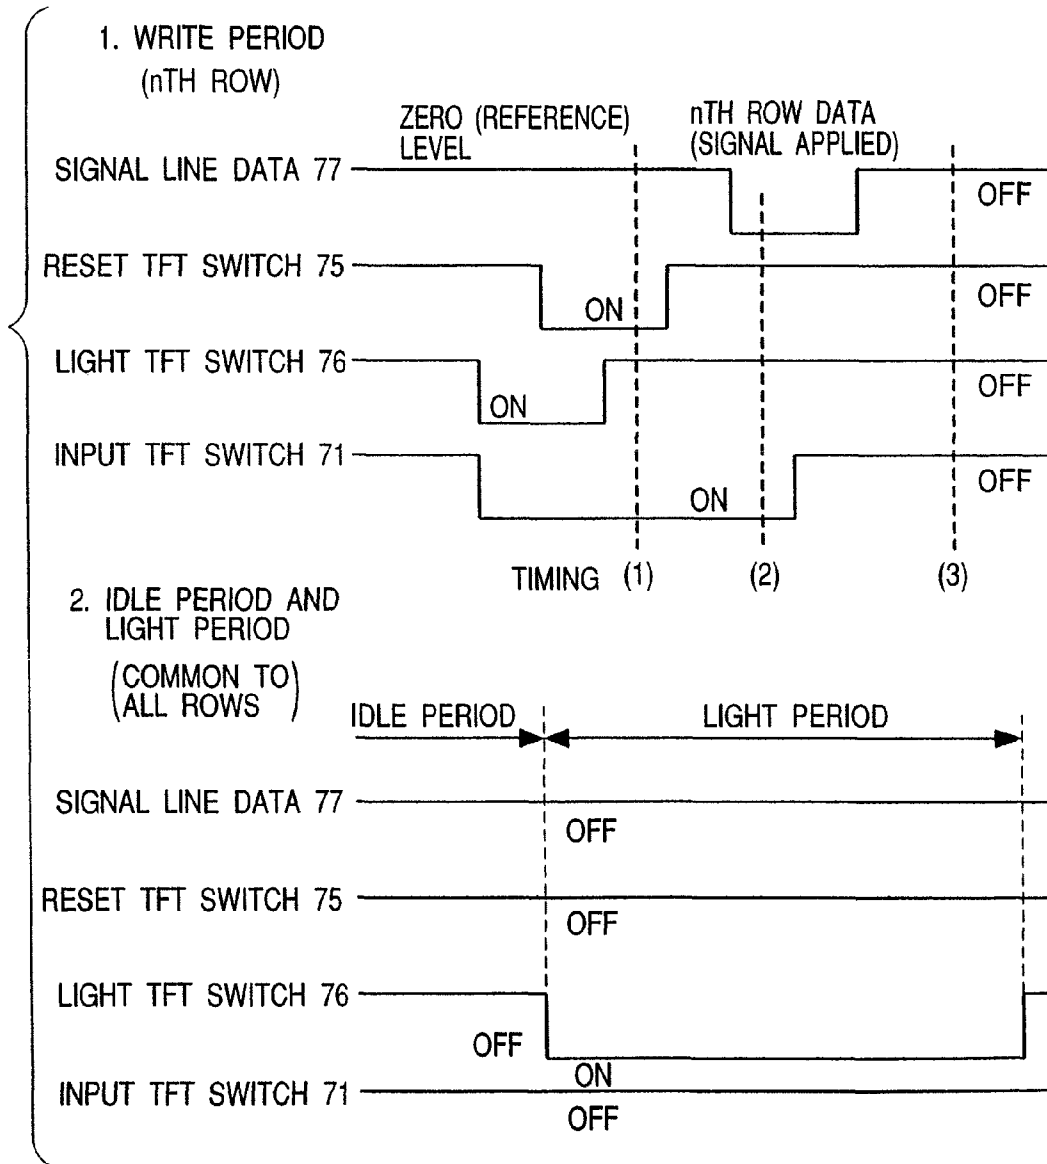 1. WRITE PERIOD
(nTH ROW)
ZERO (REFERENCE)
LEVEL
nTH ROW DATA
(SIGNAL APPLIED)
SIGNAL LINE DATA 77
OFF
RESET TFT SWITCH 75
ON
OFF
LIGHT TFT SWITCH 76
ON
OFF
INPUT TFT SWITCH 71
ON
OFF
TIMING (1) (2) (3)
2. IDLE PERIOD AND
LIGHT PERIOD
(COMMON TO
ALL ROWS)
IDLE PERIOD LIGHT PERIOD
SIGNAL LINE DATA 77
OFF
RESET TFT SWITCH 75
OFF
LIGHT TFT SWITCH 76
OFF
ON
INPUT TFT SWITCH 71
OFF